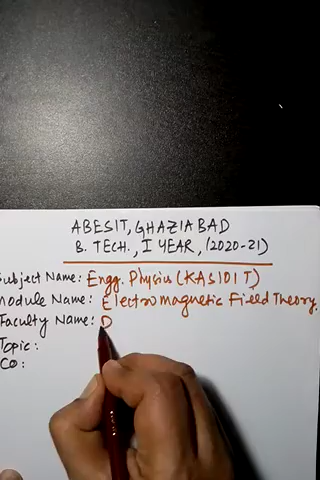 ABESIT, GHAZIABAD
B. TECH., I YEAR, (2020-21)
Subject Name: Engg. Physics (KAS101T)
Module Name: Electromagnetic Field Theory.
Faculty Name: D
Topic:
CO: